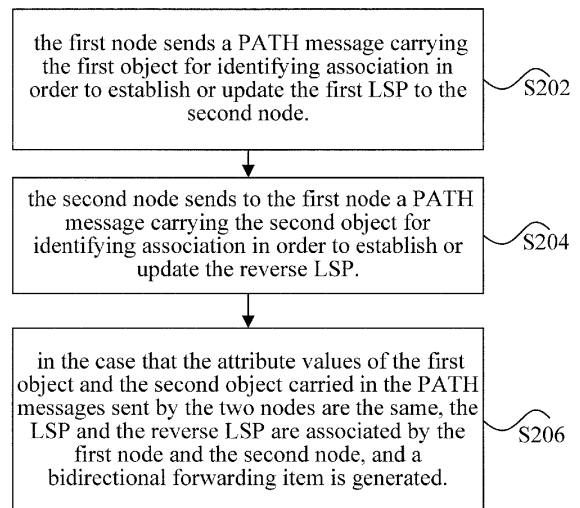 the first node sends a PATH message carrying
the first object for identifying association in
order to establish or update the first LSP to the
second node.
S202
the second node sends to the first node a PATH
message carrying the second object for
identifying association in order to establish or
update the reverse LSP.
S204
in the case that the attribute values of the first
object and the second object carried in the PATH
messages sent by the two nodes are the same, the
LSP and the reverse LSP are associated by the
first node and the second node, and a
bidirectional forwarding item is generated.
S206